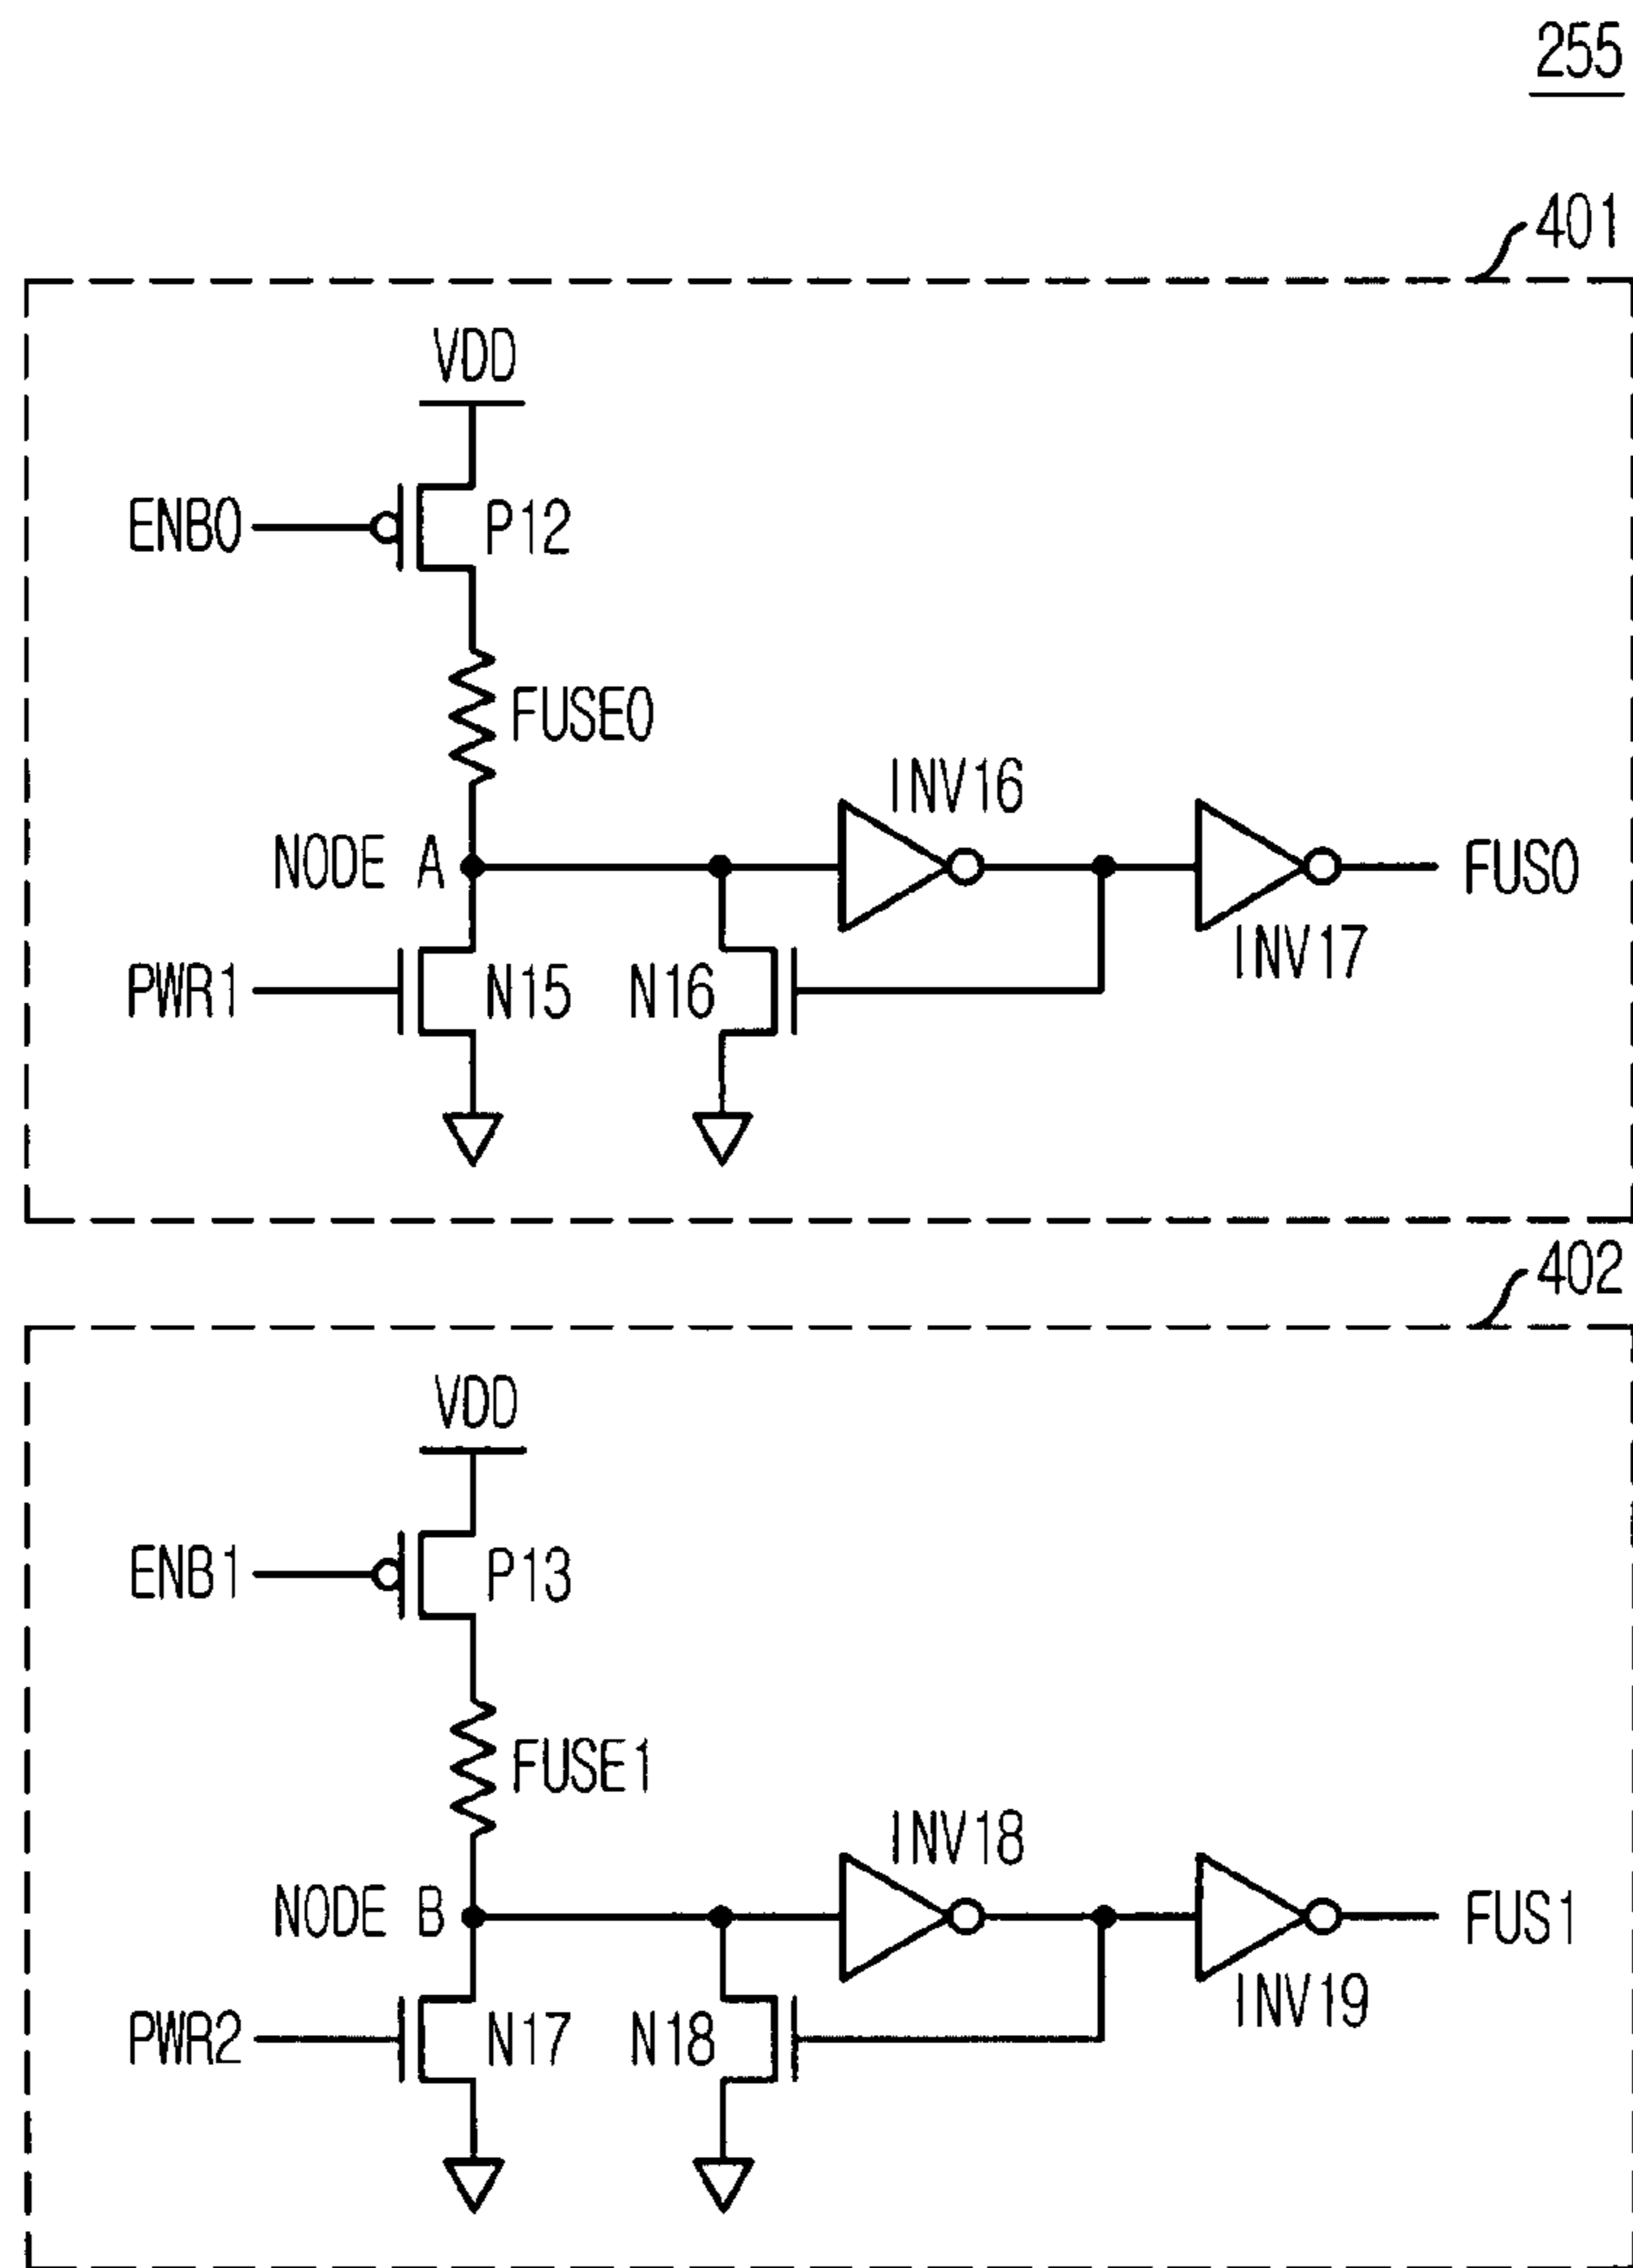 255
401
VDD
ENB0
P12
FUSE0
INV16
NODE A
FUS0
INV17
PWR1
N15
N16
402
VDD
ENB1
P13
FUSE1
INV18
NODE B
FUS1
INV19
PWR2
N17
N18